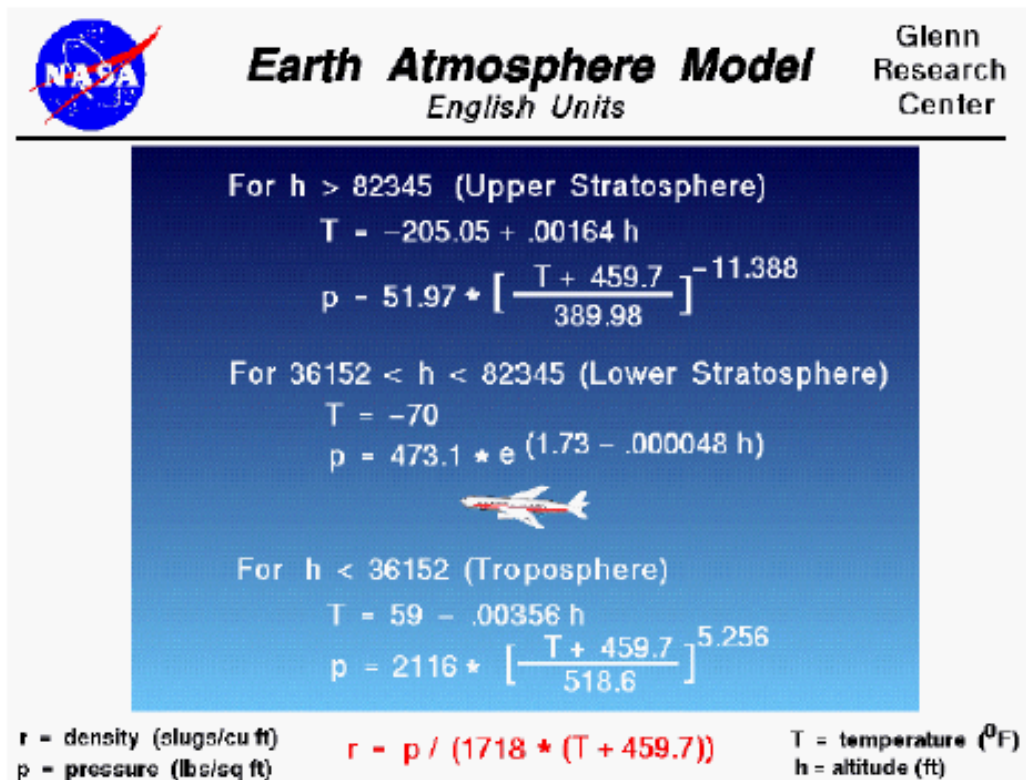 NASA
Earth Atmosphere Model
English Units
Glenn
Research
Center
For h > 82345 (Upper Stratosphere)
T = −205.05 + .00164 h
p = 51.97 * [ (T + 459.7) / 389.98 ]^−11.388
For 36152 < h < 82345 (Lower Stratosphere)
T = −70
p = 473.1 * e^(1.73 − .000048 h)
For h < 36152 (Troposphere)
T = 59 − .00356 h
p = 2116 * [ (T + 459.7) / 518.6 ]^5.256
r = density (slugs/cu ft)
p = pressure (lbs/sq ft)
r = p / (1718 * (T + 459.7))
T = temperature (⁰F)
h = altitude (ft)